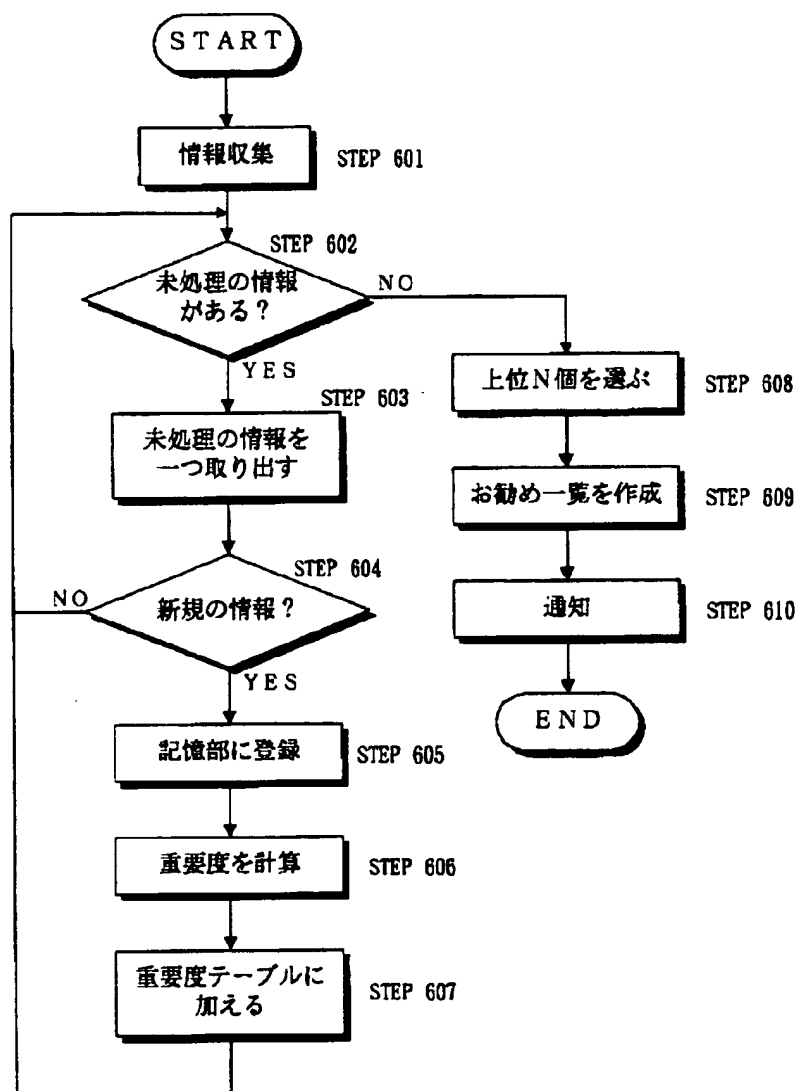 START
情報収集
STEP 601
STEP 602
未処理の情報
がある?
NO
YES
STEP 603
未処理の情報を
一つ取り出す
STEP 604
新規の情報?
NO
YES
記憶部に登録
STEP 605
重要度を計算
STEP 606
重要度テーブルに
加える
STEP 607
上位N個を選ぶ
STEP 608
お勧め一覧を作成
STEP 609
通知
STEP 610
END